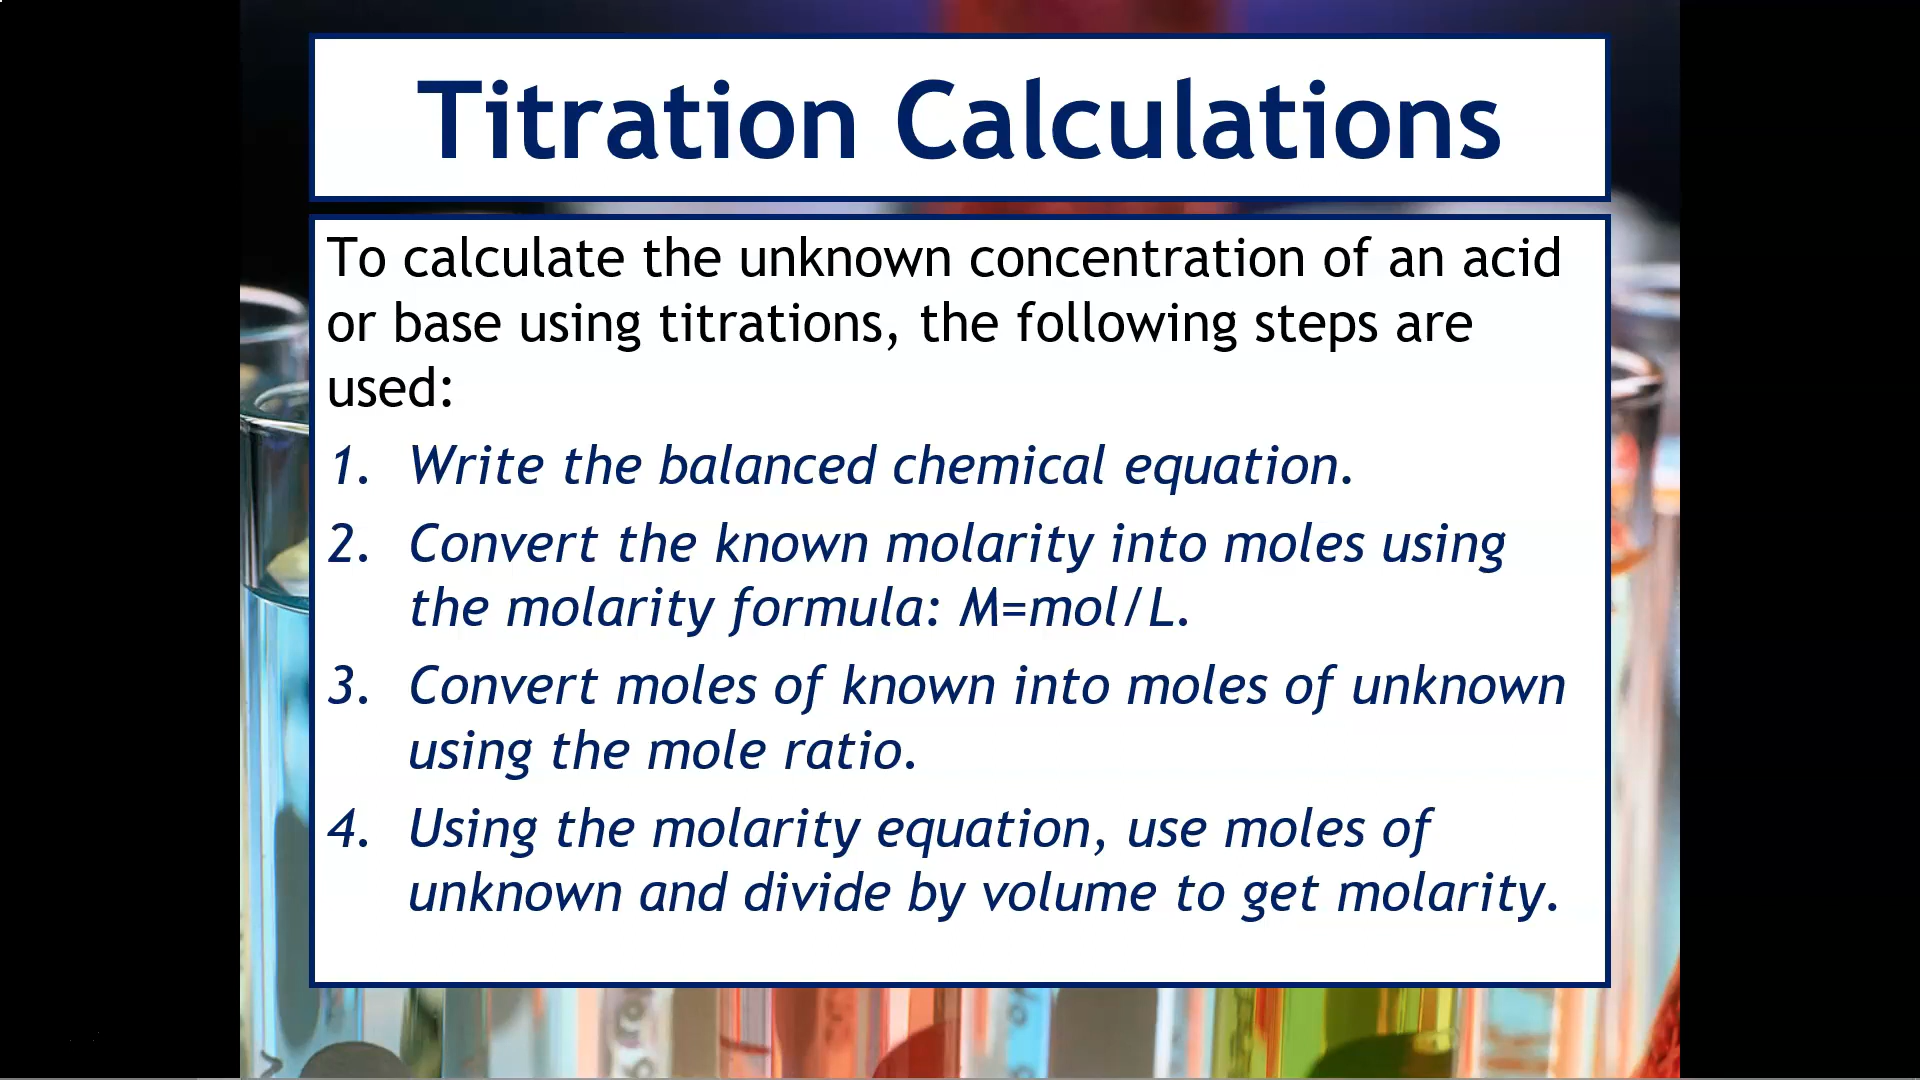 Titration Calculations
To calculate the unknown concentration of an acid
or base using titrations, the following steps are
used:
1. Write the balanced chemical equation.
2. Convert the known molarity into moles using
the molarity formula: M=mol/L.
3. Convert moles of known into moles of unknown
using the mole ratio.
4. Using the molarity equation, use moles of
unknown and divide by volume to get molarity.